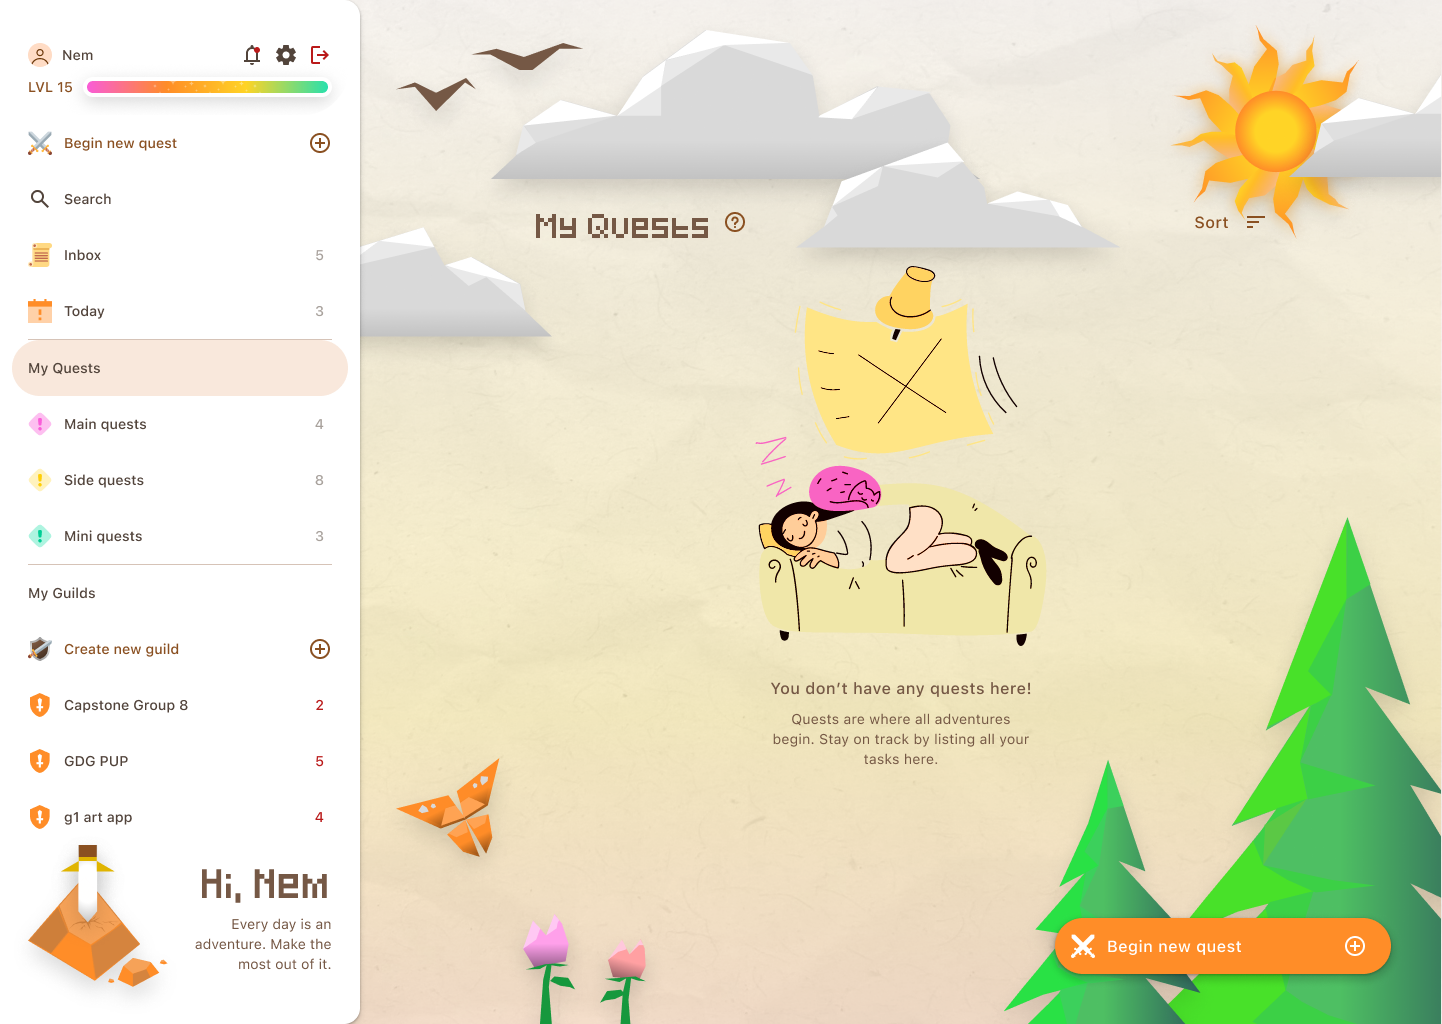 Nem
LVL 15
Begin new quest
Search
Inbox 5
Today 3
My Quests
Main quests 4
Side quests 8
Mini quests 3
My Guilds
Create new guild
Capstone Group 8 2
GDG PUP 5
g1 art app 4
Hi, Nem
Every day is an
adventure. Make the
most out of it.
My Quests
Sort
You don’t have any quests here!
Quests are where all adventures
begin. Stay on track by listing all your
tasks here.
Begin new quest